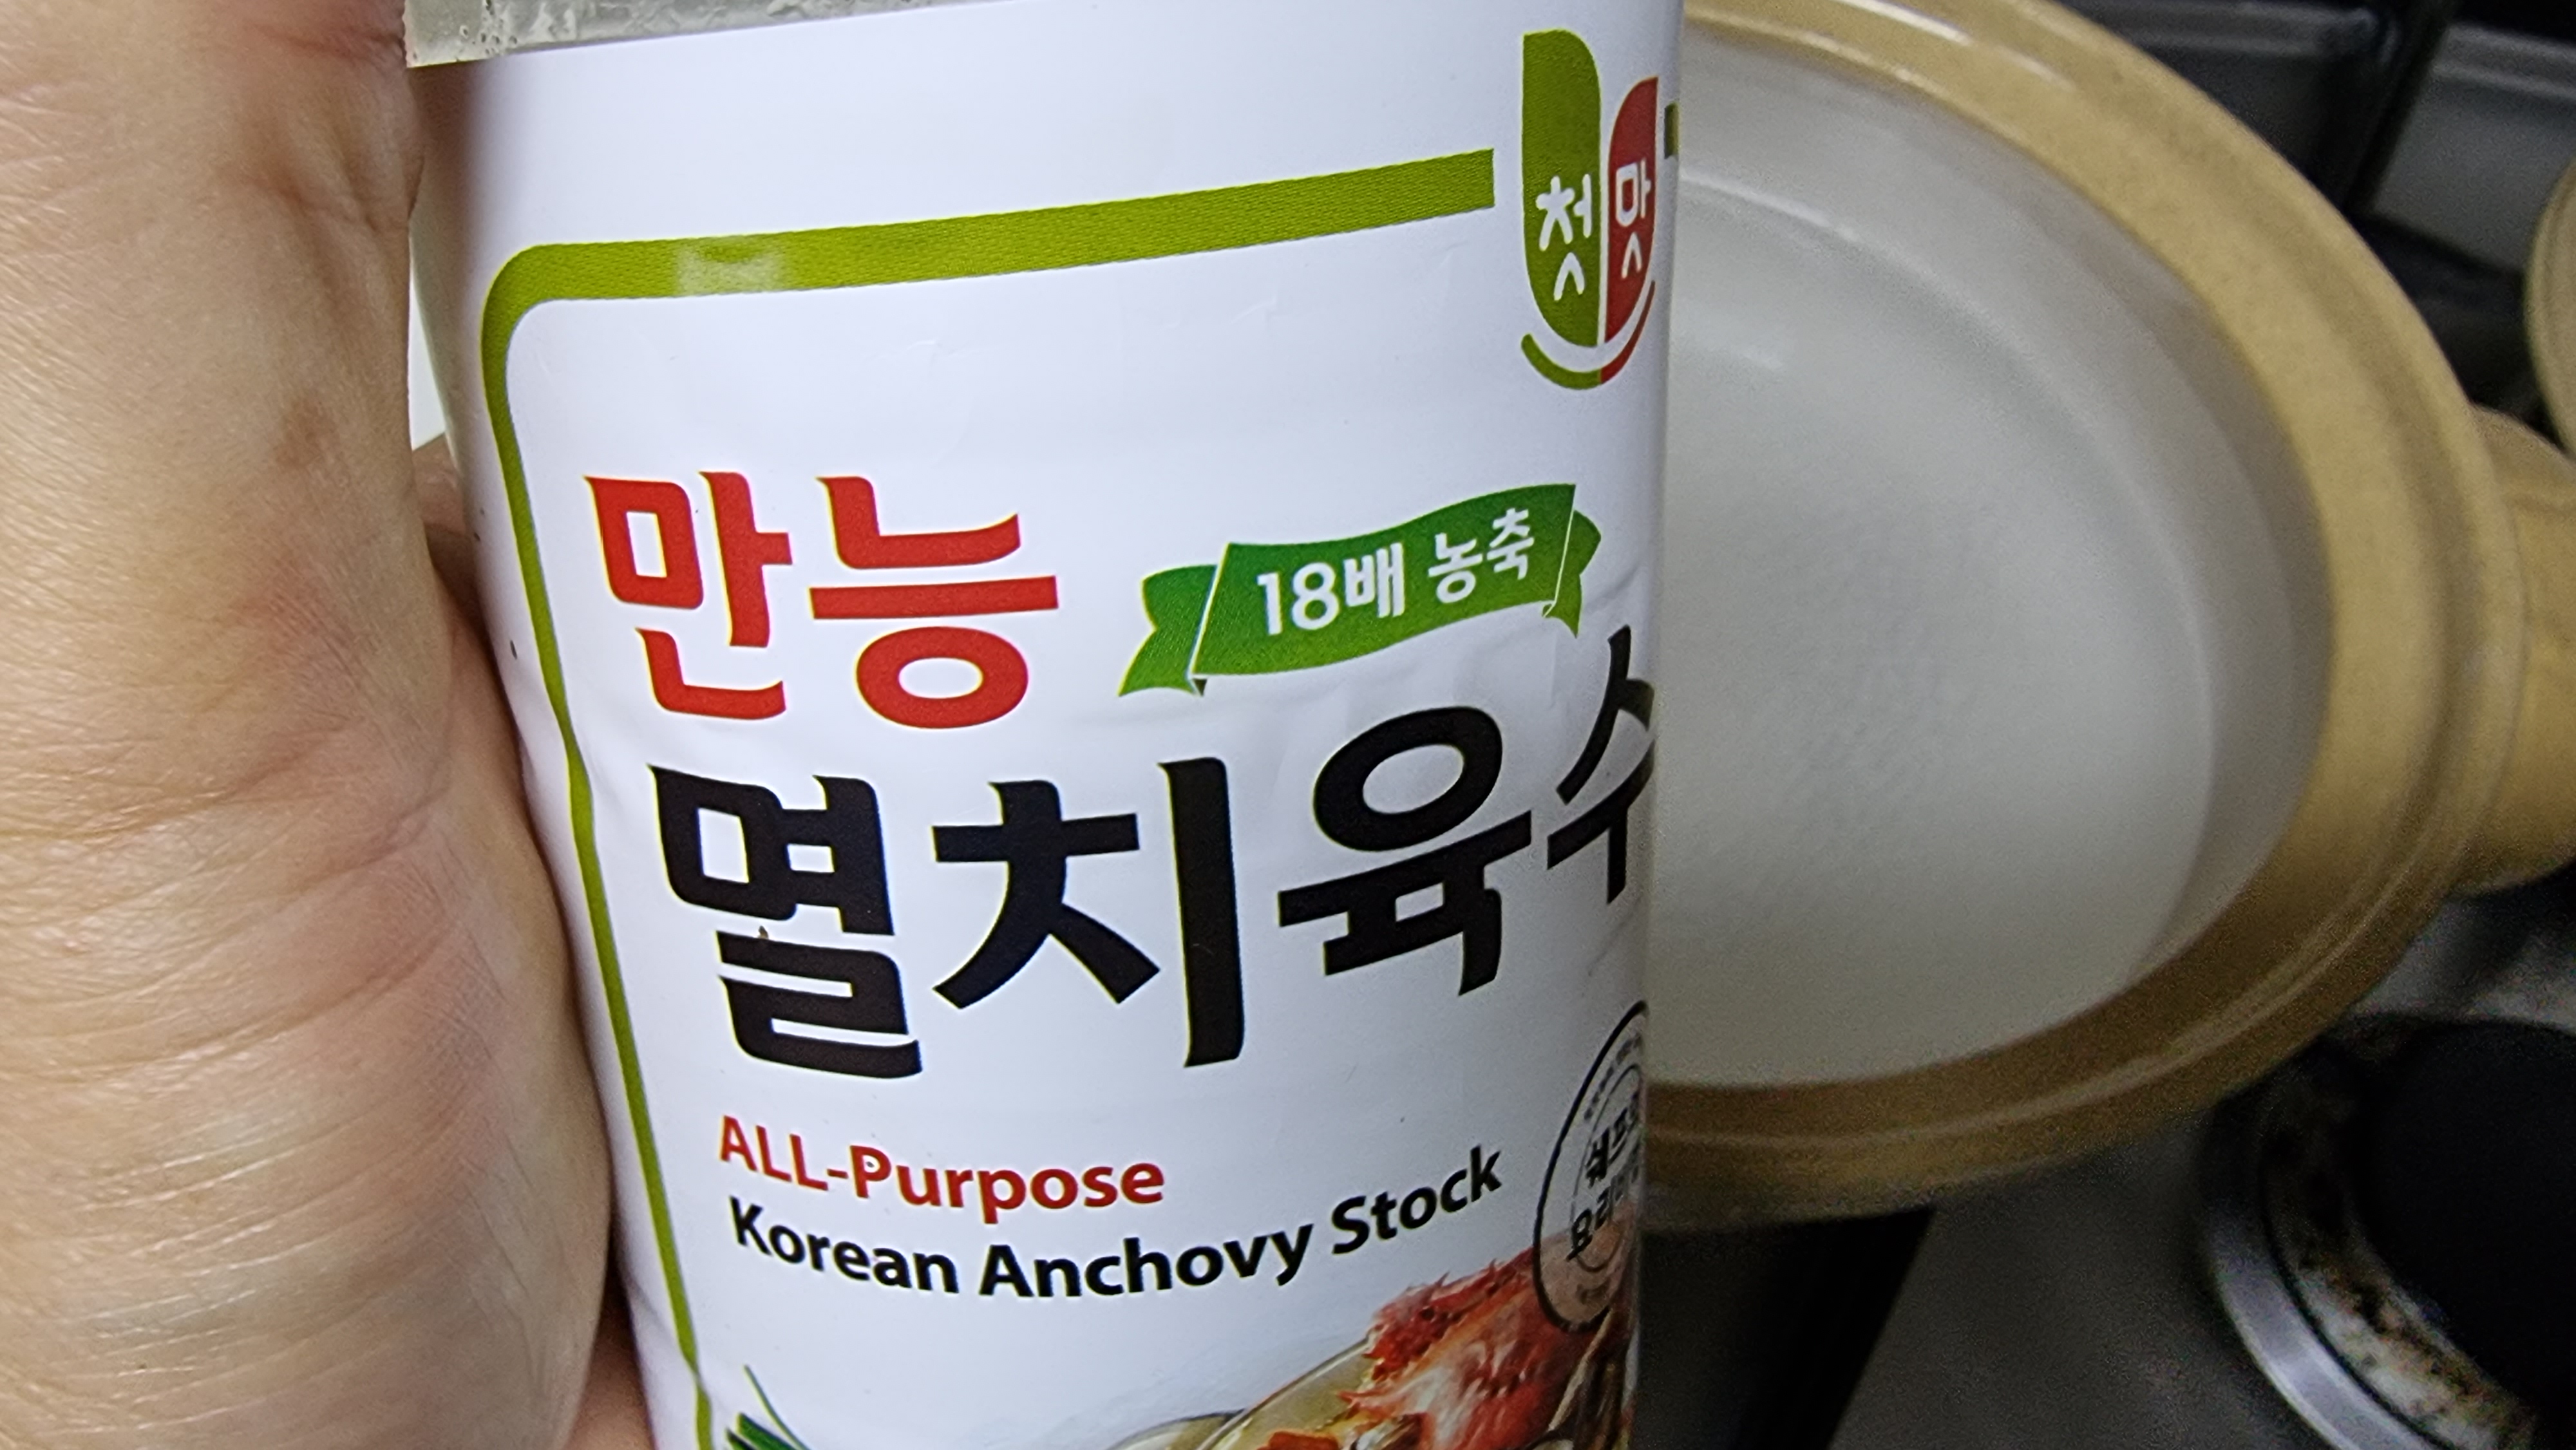 첫맛
만능
18배 농축
멸치육수
ALL-Purpose
Korean Anchovy Stock